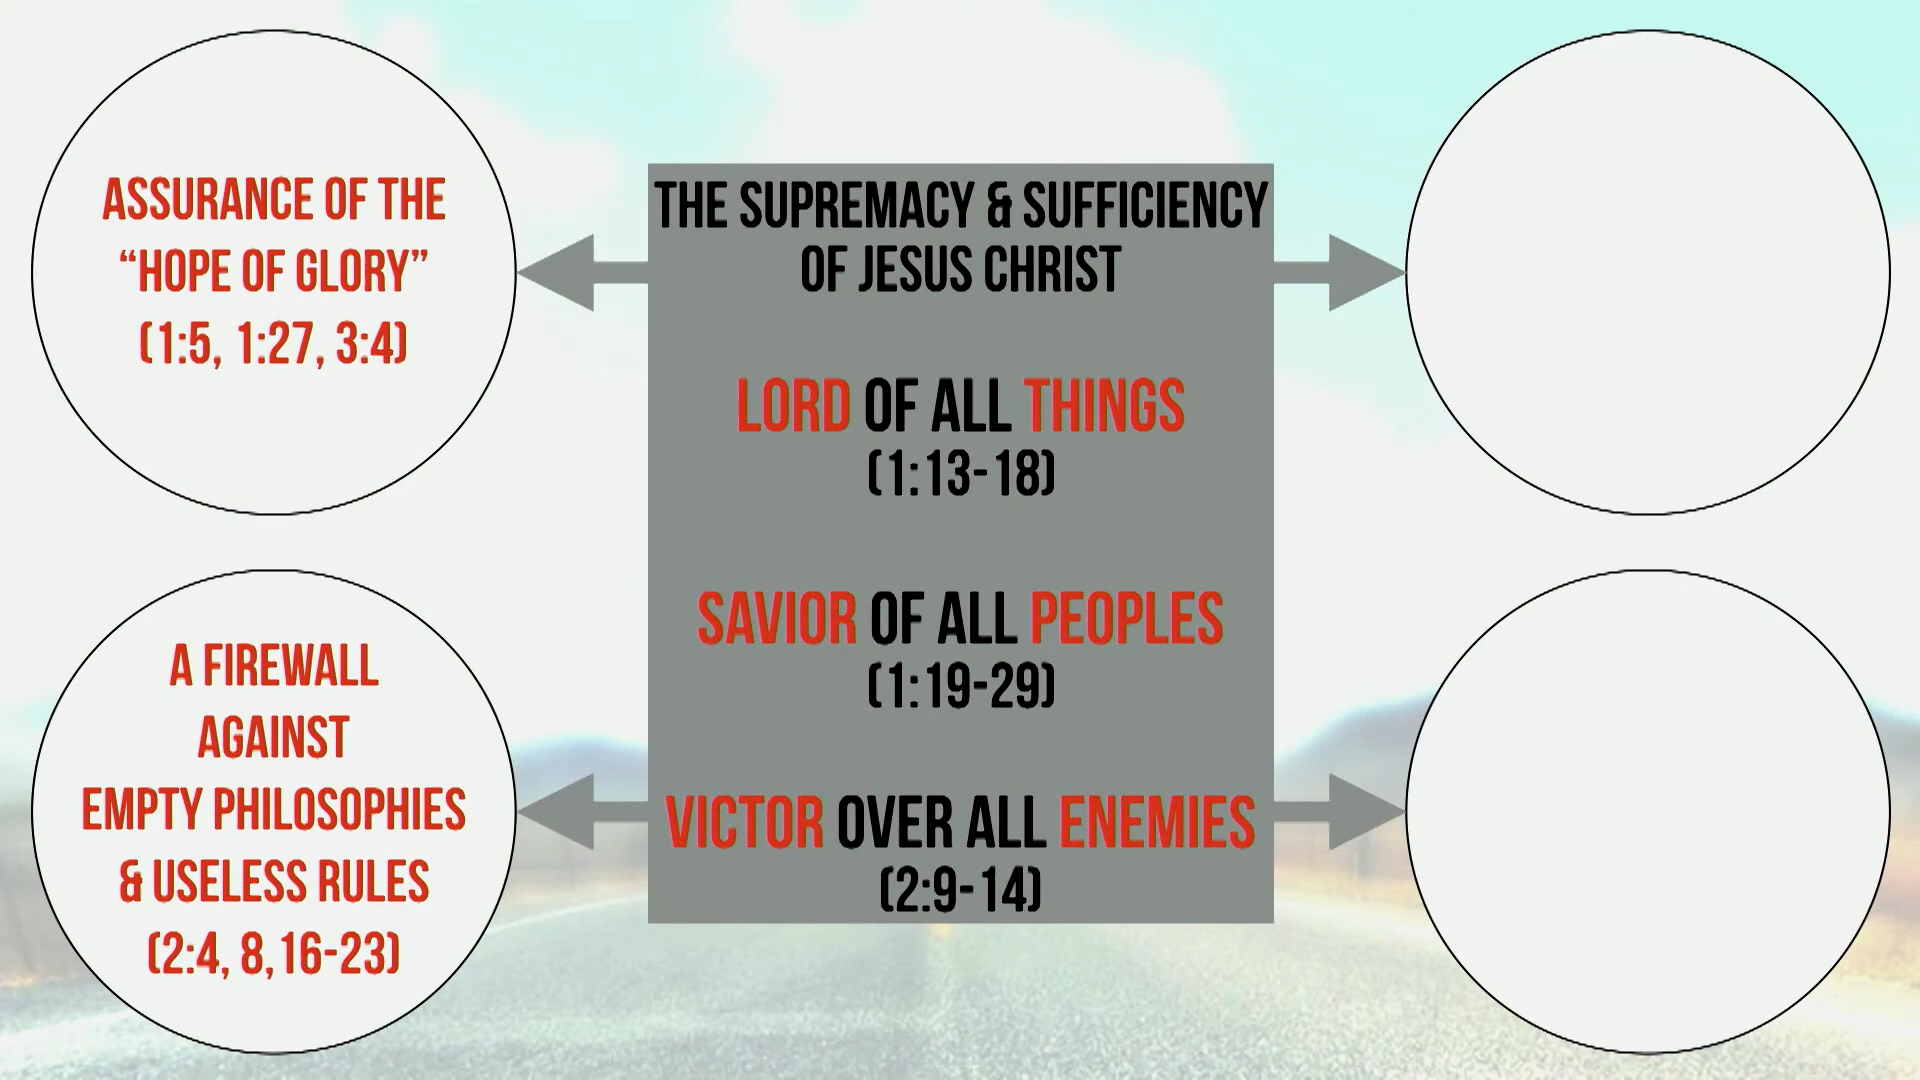 ASSURANCE OF THE
“HOPE OF GLORY”
(1:5, 1:27, 3:4)
A FIREWALL
AGAINST
EMPTY PHILOSOPHIES
& USELESS RULES
(2:4, 8,16-23)
THE SUPREMACY & SUFFICIENCY
OF JESUS CHRIST
LORD OF ALL THINGS
(1:13-18)
SAVIOR OF ALL PEOPLES
(1:19-29)
VICTOR OVER ALL ENEMIES
(2:9-14)